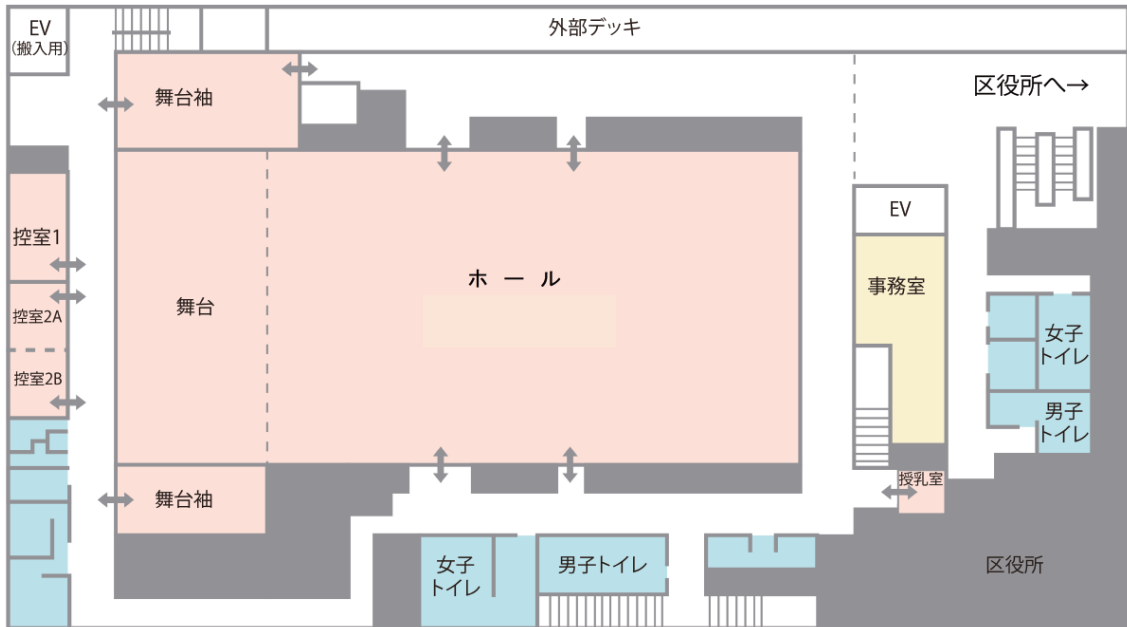 EV
(搬入用)
外部デッキ
舞台袖
区役所へ→
控室1
控室2A
控室2B
舞台
ホール
EV
事務室
女子
トイレ
男子
トイレ
舞台袖
授乳室
女子
トイレ
男子トイレ
区役所